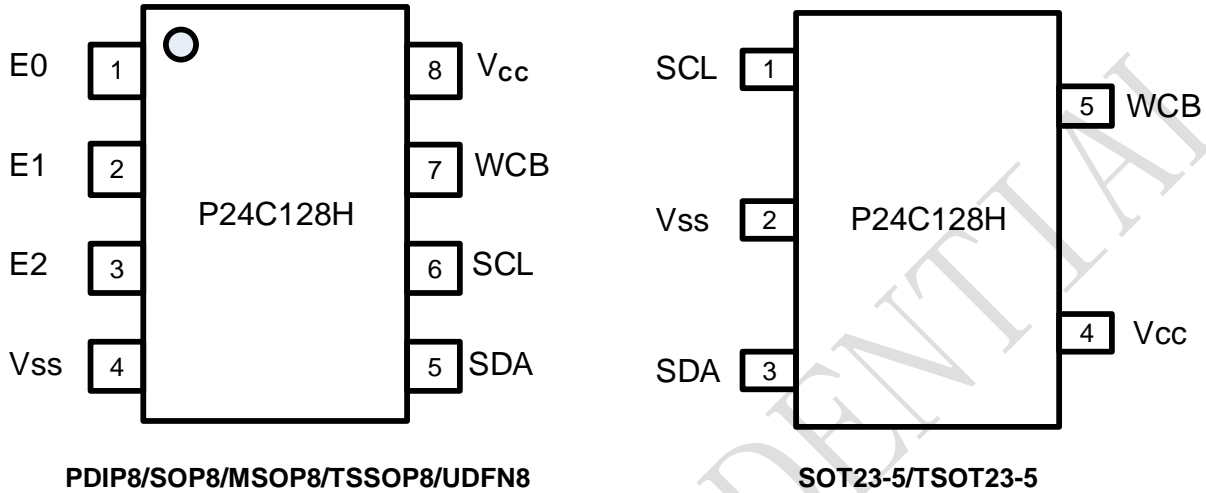 E0 1 8 Vcc
E1 2 7 WCB
P24C128H
E2 3 6 SCL
Vss 4 5 SDA
PDIP8/SOP8/MSOP8/TSSOP8/UDFN8
SCL 1
5 WCB
Vss 2 P24C128H
4 Vcc
SDA 3
SOT23-5/TSOT23-5